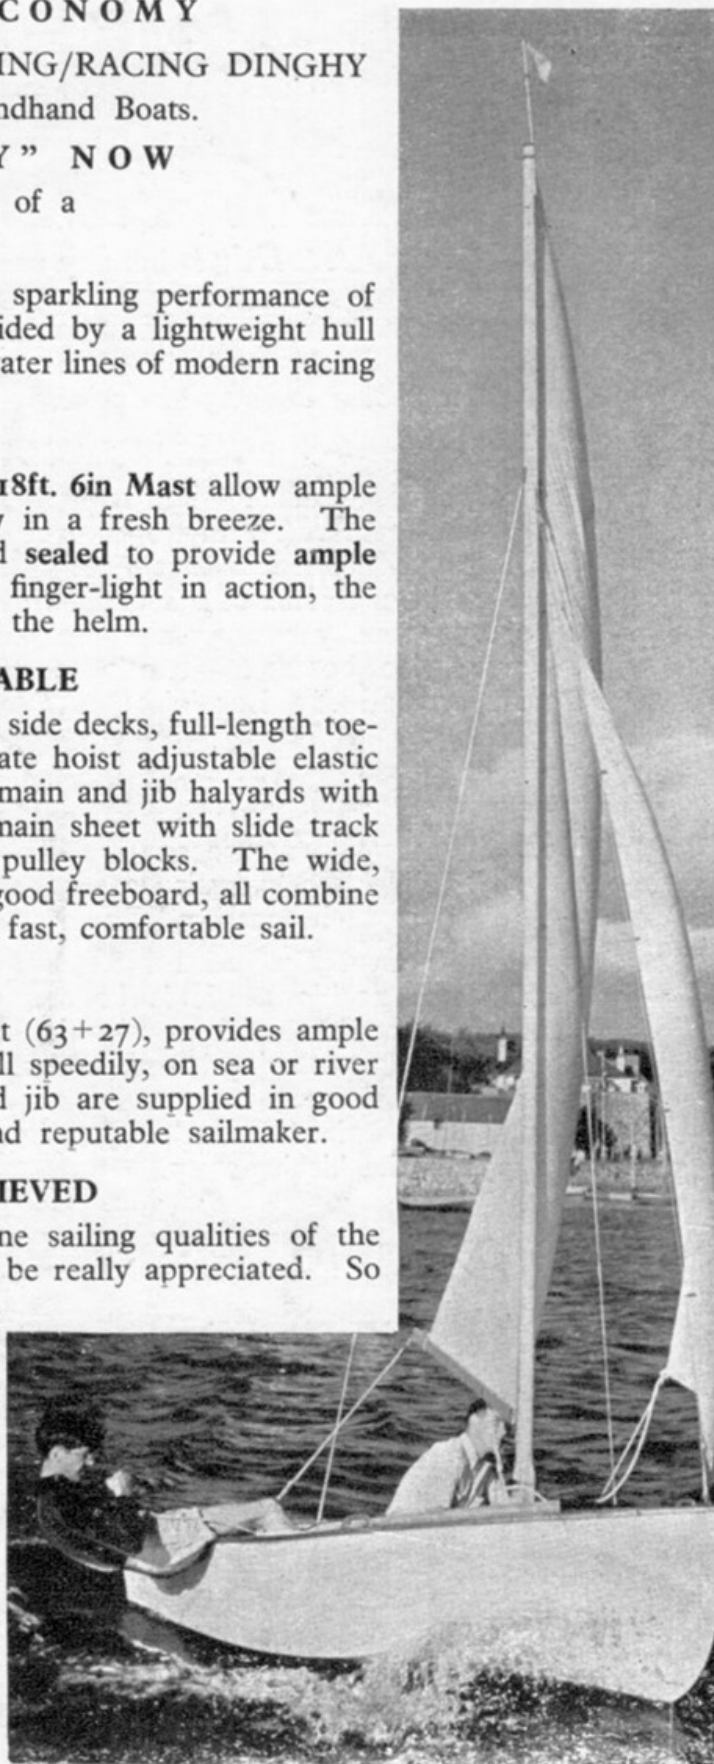 CONOMY
ING/RACING DINGHY
ndhand Boats.
Y” NOW
of a
sparkling performance of
ided by a lightweight hull
vater lines of modern racing
18ft. 6in Mast allow ample
in a fresh breeze. The
sealed to provide ample
finger-light in action, the
the helm.
ABLE
side decks, full-length toe-
ate hoist adjustable elastic
main and jib halyards with
main sheet with slide track
pulley blocks. The wide,
good freeboard, all combine
fast, comfortable sail.
t (63+27), provides ample
ll speedily, on sea or river
d jib are supplied in good
nd reputable sailmaker.
IEVED
ne sailing qualities of the
be really appreciated. So